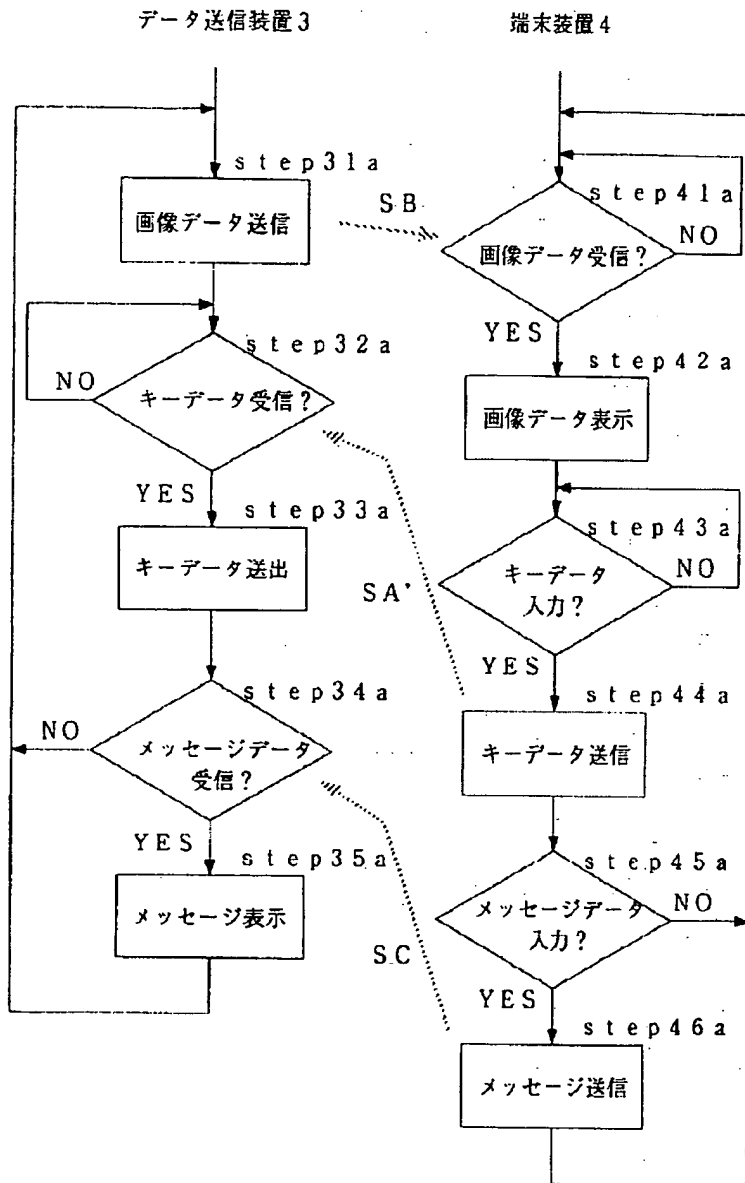 データ送信装置3
端末装置4
step31a
画像データ送信
SB
step41a
画像データ受信?
NO
YES
step32a
キーデータ受信?
NO
YES
step42a
画像データ表示
step33a
キーデータ送出
step43a
キーデータ
入力?
NO
YES
SA'
step34a
メッセージデータ
受信?
NO
YES
step44a
キーデータ送信
step35a
メッセージ表示
step45a
メッセージデータ
入力?
NO
YES
SC
step46a
メッセージ送信